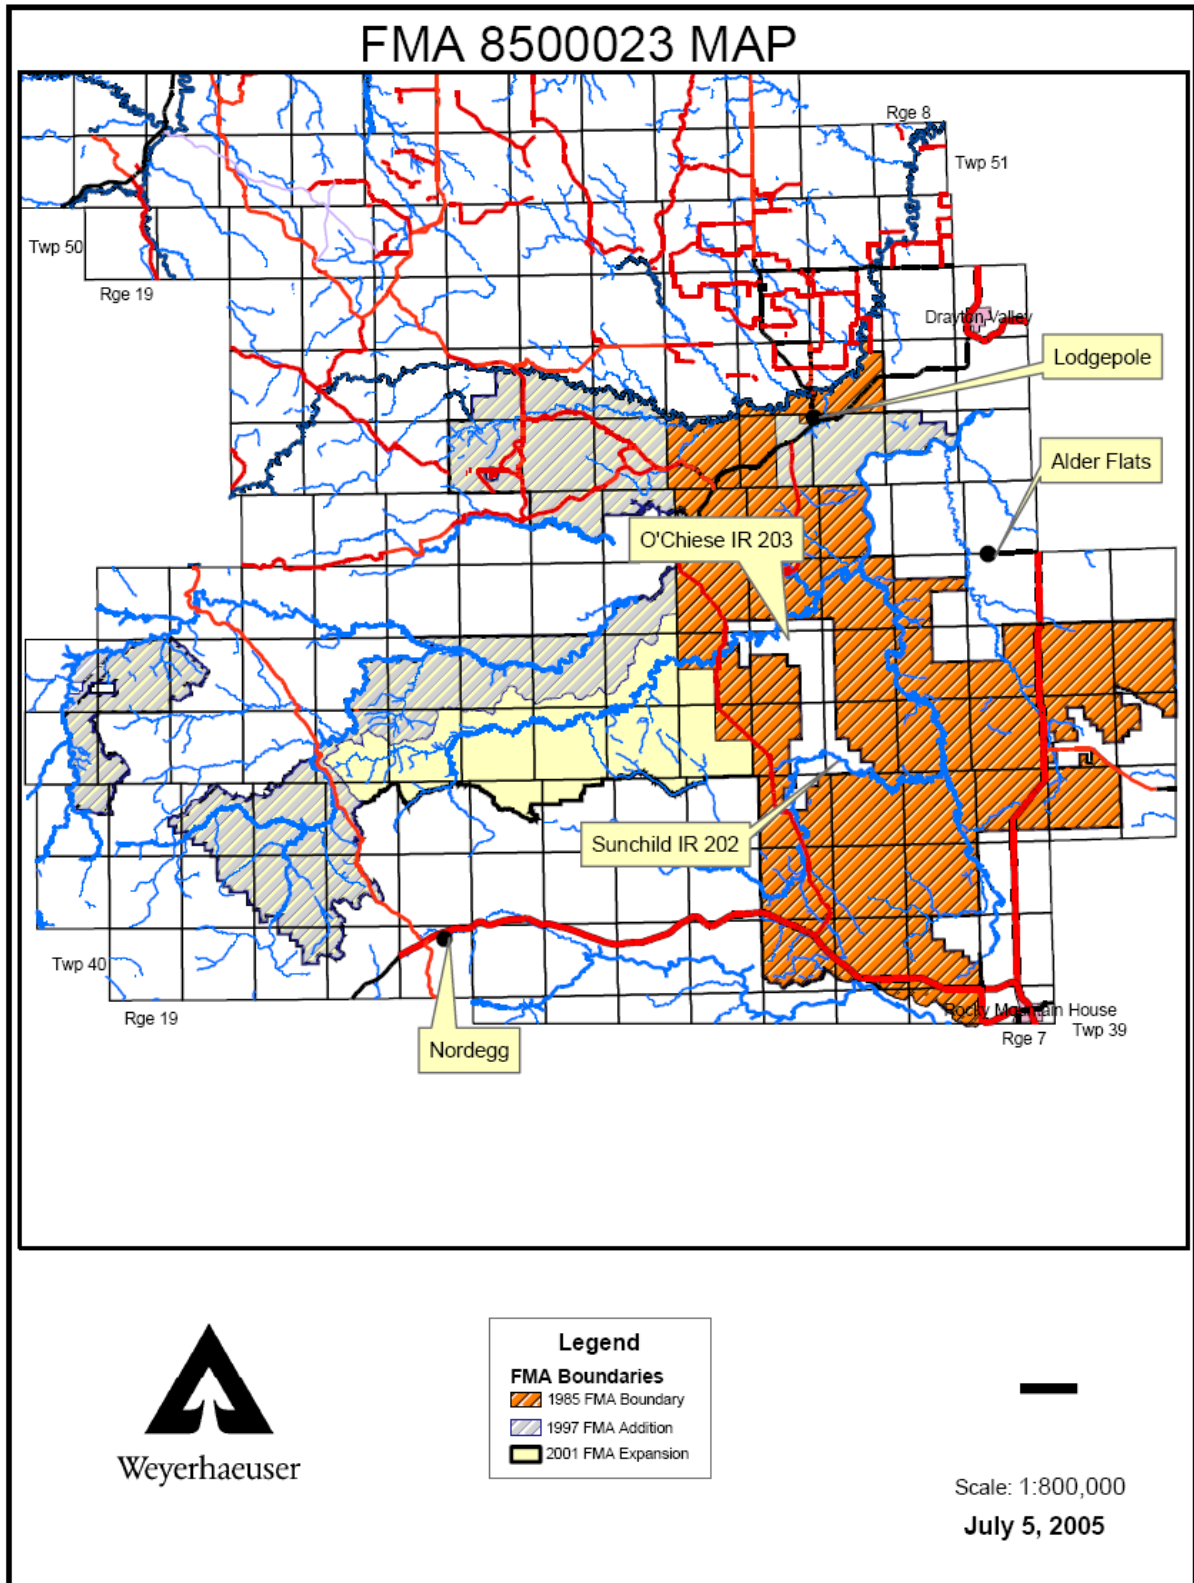 FMA 8500023 MAP
Rge 8
Twp 51
Twp 50
Rge 19
Drayton Valley
Lodgepole
Alder Flats
O'Chiese IR 203
Sunchild IR 202
Twp 40
Rge 19
Nordegg
Rocky Mountain House
Rge 7
Twp 39
Legend
FMA Boundaries
1985 FMA Boundary
1997 FMA Addition
2001 FMA Expansion
Weyerhaeuser
Scale: 1:800,000
July 5, 2005